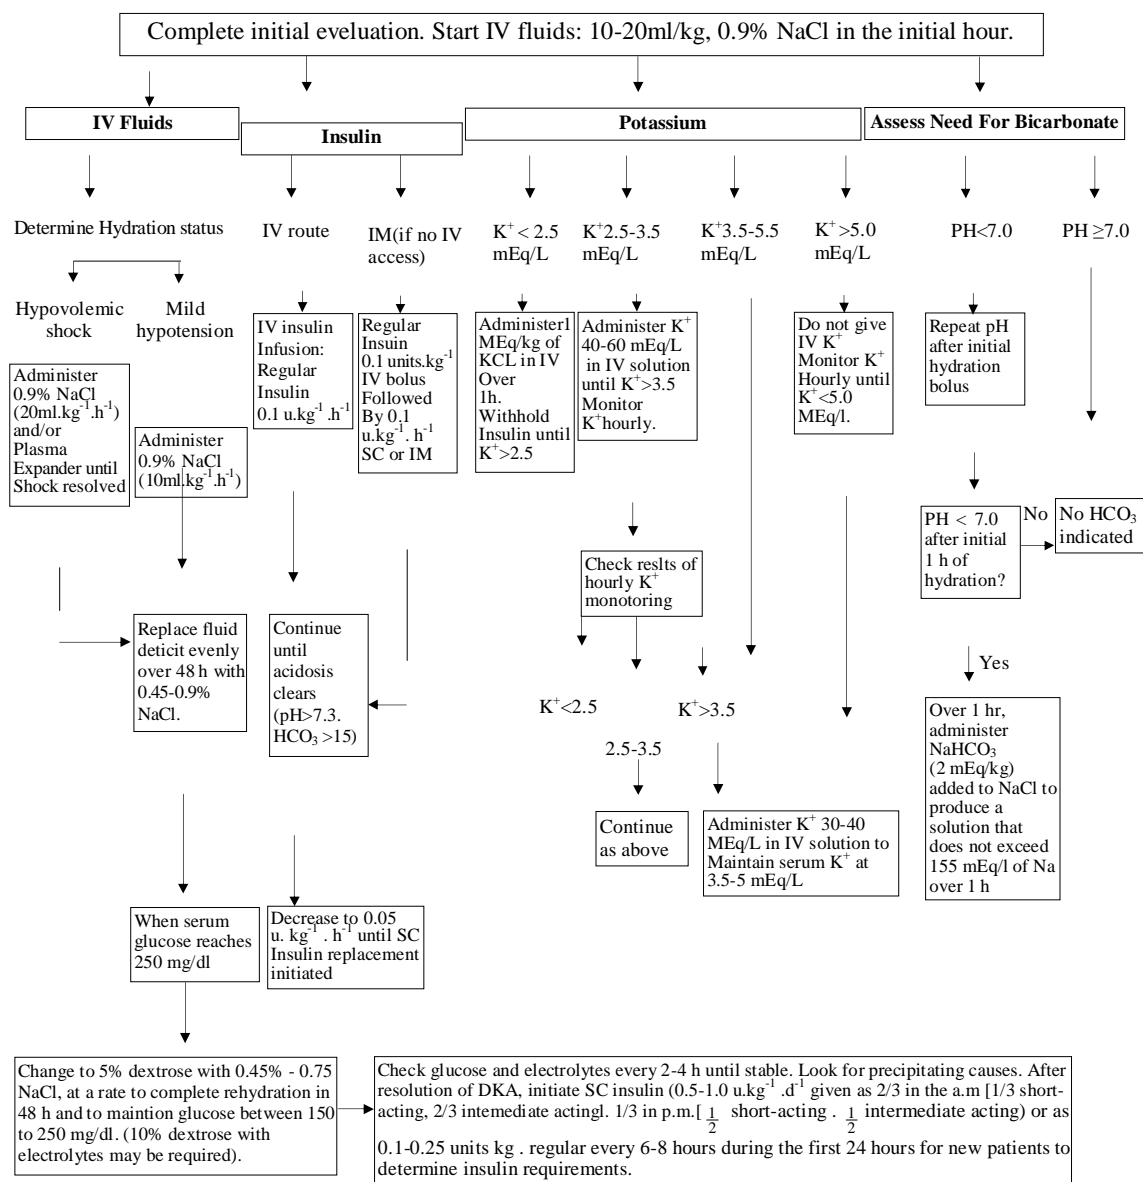 Complete initial eveluation. Start IV fluids: 10-20ml/kg, 0.9% NaCl in the initial hour.
IV Fluids
Insulin
Potassium
Assess Need For Bicarbonate
Determine Hydration status
IV route
IM(if no IV
access)
K⁺ < 2.5
mEq/L
K⁺2.5-3.5
mEq/L
K⁺3.5-5.5
mEq/L
K⁺ >5.0
mEq/L
PH<7.0
PH ≥7.0
Hypovolemic
shock
Mild
hypotension
Administer
0.9% NaCl
(20ml.kg⁻¹.h⁻¹)
and/or
Plasma
Expander until
Shock resolved
Administer
0.9% NaCl
(10ml.kg⁻¹.h⁻¹)
IV insulin
Infusion:
Regular
Insulin
0.1 u.kg⁻¹ .h⁻¹
Regular
Insuin
0.1 units.kg⁻¹
IV bolus
Followed
By 0.1
u.kg⁻¹. h⁻¹
SC or IM
Administer1
MEq/kg of
KCL in IV
Over
1h.
Withhold
Insulin until
K⁺>2.5
Administer K⁺
40-60 mEq/L
in IV solution
until K⁺>3.5
Monitor
K⁺hourly.
Do not give
IV K⁺
Monitor K⁺
Hourly until
K⁺<5.0
MEq/l.
Repeat pH
after initial
hydration
bolus
PH < 7.0
after initial
1 h of
hydration?
No
No HCO₃
indicated
Check reslts of
hourly K⁺
monotoring
Replace fluid
deficit evenly
over 48 h with
0.45-0.9%
NaCl.
Continue
until
acidosis
clears
(pH>7.3.
HCO₃ >15)
Yes
K⁺<2.5
K⁺>3.5
2.5-3.5
Over 1 hr,
administer
NaHCO₃
(2 mEq/kg)
added to NaCl to
produce a
solution that
does not exceed
155 mEq/l of Na
over 1 h
Continue
as above
Administer K⁺ 30-40
MEq/L in IV solution to
Maintain serum K⁺ at
3.5-5 mEq/L
When serum
glucose reaches
250 mg/dl
Decrease to 0.05
u. kg⁻¹ . h⁻¹ until SC
Insulin replacement
initiated
Change to 5% dextrose with 0.45% - 0.75
NaCl, at a rate to complete rehydration in
48 h and to maintion glucose between 150
to 250 mg/dl. (10% dextrose with
electrolytes may be required).
Check glucose and electrolytes every 2-4 h until stable. Look for precipitating causes. After
resolution of DKA, initiate SC insulin (0.5-1.0 u.kg⁻¹ .d⁻¹ given as 2/3 in the a.m [1/3 short-
acting, 2/3 intemediate actingl. 1/3 in p.m.[ 1/2 short-acting . 1/2 intermediate acting) or as
0.1-0.25 units kg . regular every 6-8 hours during the first 24 hours for new patients to
determine insulin requirements.